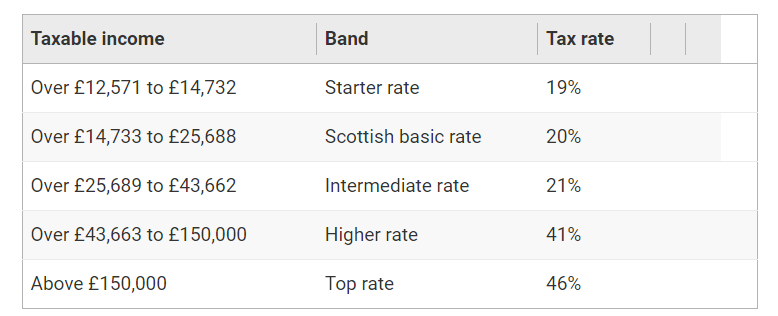 Taxable income Band Tax rate
Over £12,571 to £14,732 Starter rate 19%
Over £14,733 to £25,688 Scottish basic rate 20%
Over £25,689 to £43,662 Intermediate rate 21%
Over £43,663 to £150,000 Higher rate 41%
Above £150,000 Top rate 46%